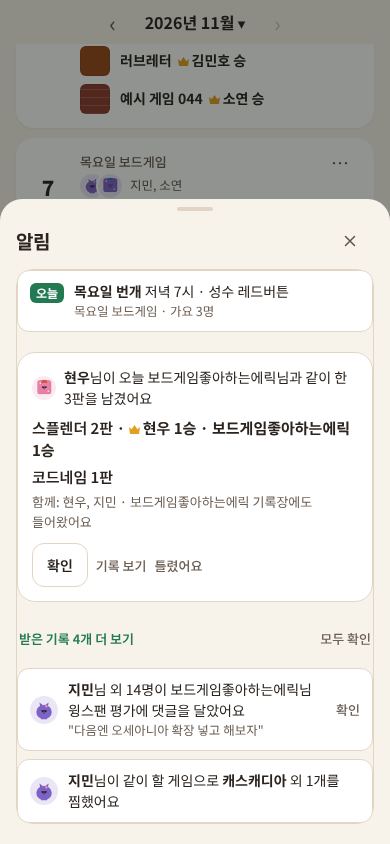 ‹ 2026년 11월 ▾ ›
러브레터 김민호 승
예시 게임 044 소연 승
목요일 보드게임 ⋯
7
지민, 소연
알림 ×
오늘 목요일 번개 저녁 7시 · 성수 레드버튼
목요일 보드게임 · 가요 3명
현우님이 오늘 보드게임좋아하는에릭님과 같이 한
3판을 남겼어요
스플렌더 2판 · 현우 1승 · 보드게임좋아하는에릭
1승
코드네임 1판
함께: 현우, 지민 · 보드게임좋아하는에릭 기록장에도
들어왔어요
확인 기록 보기 틀렸어요
받은 기록 4개 더 보기 모두 확인
지민님 외 14명이 보드게임좋아하는에릭님
윙스팬 평가에 댓글을 달았어요 확인
"다음엔 오세아니아 확장 넣고 해보자"
지민님이 같이 할 게임으로 캐스캐디아 외 1개를
찜했어요